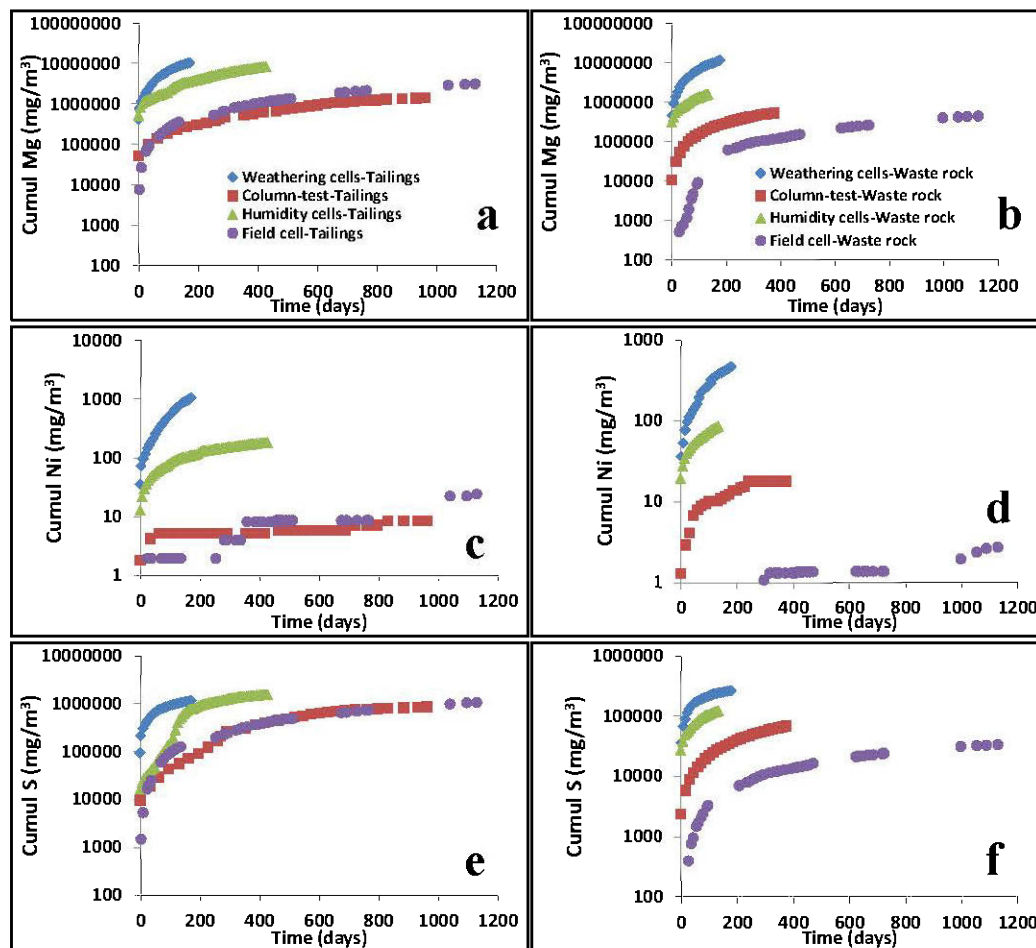 100000000
10000000
1000000
100000
10000
1000
100
Cumul Mg (mg/m³)
0 200 400 600 800 1000 1200
Time (days)
Weathering cells-Tailings
Column-test-Tailings
Humidity cells-Tailings
Field cell-Tailings
a
100000000
10000000
1000000
100000
10000
1000
100
Cumul Mg (mg/m³)
0 200 400 600 800 1000 1200
Time (days)
Weathering cells-Waste rock
Column-test-Waste rock
Humidity cells-Waste rock
Field cell-Waste rock
b
10000
1000
100
10
1
Cumul Ni (mg/m³)
0 200 400 600 800 1000 1200
Time (days)
c
1000
100
10
1
Cumul Ni (mg/m³)
0 200 400 600 800 1000 1200
Time (days)
d
10000000
1000000
100000
10000
1000
100
Cumul S (mg/m³)
0 200 400 600 800 1000 1200
Time (days)
e
1000000
100000
10000
1000
100
Cumul S (mg/m³)
0 200 400 600 800 1000 1200
Time (days)
f